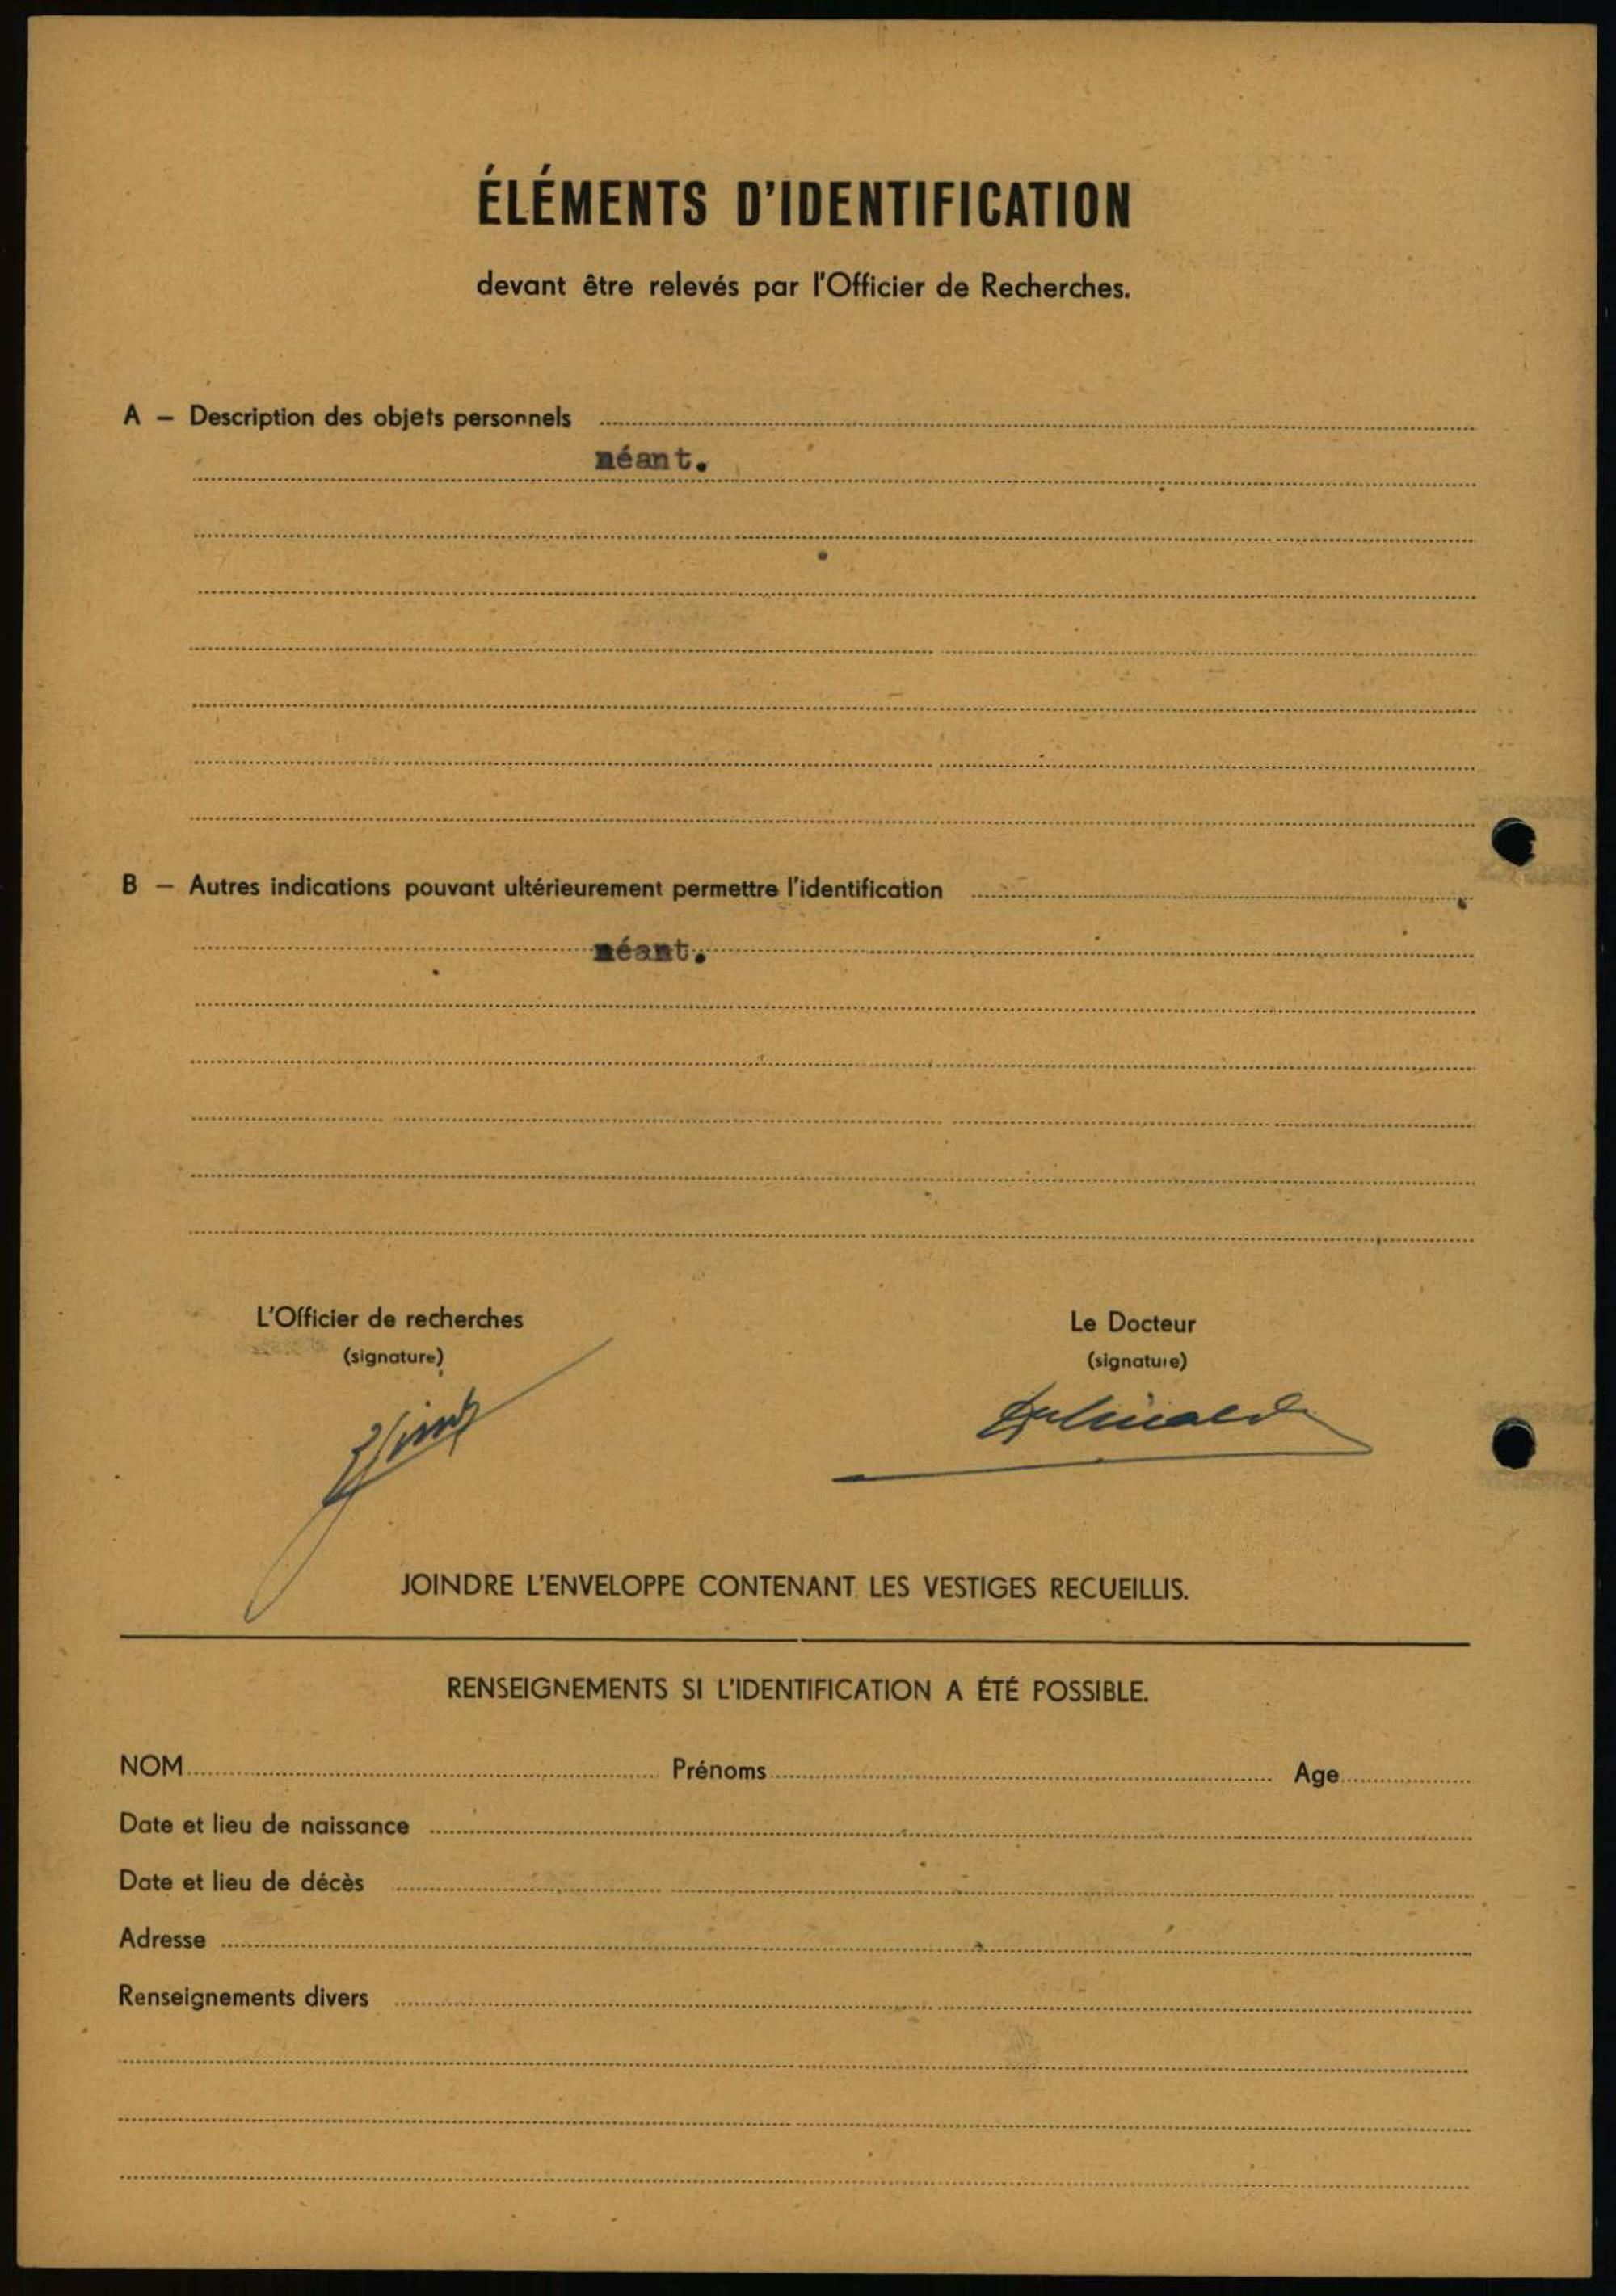 ÉLÉMENTS D'IDENTIFICATION
devant être relevés par l'Officier de Recherches.
A — Description des objets personnels
néant.
B — Autres indications pouvant ultérieurement permettre l'identification
néant.
L'Officier de recherches
(signature)
Le Docteur
(signature)
JOINDRE L'ENVELOPPE CONTENANT LES VESTIGES RECUEILLIS.
RENSEIGNEMENTS SI L'IDENTIFICATION A ÉTÉ POSSIBLE.
NOM Prénoms Age
Date et lieu de naissance
Date et lieu de décès
Adresse
Renseignements divers